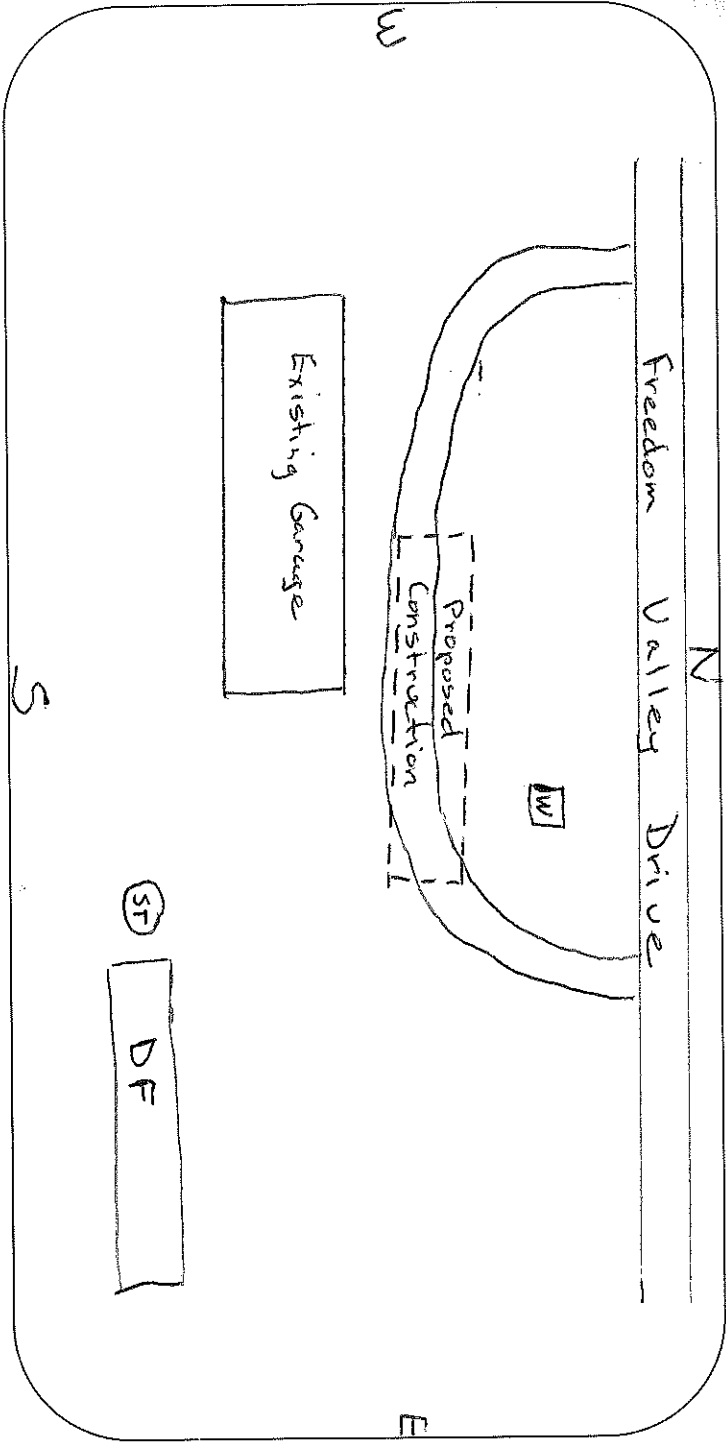 N
Freedom Valley Drive
W
W
Proposed
Construction
Existing Garage
E
ST
DF
S